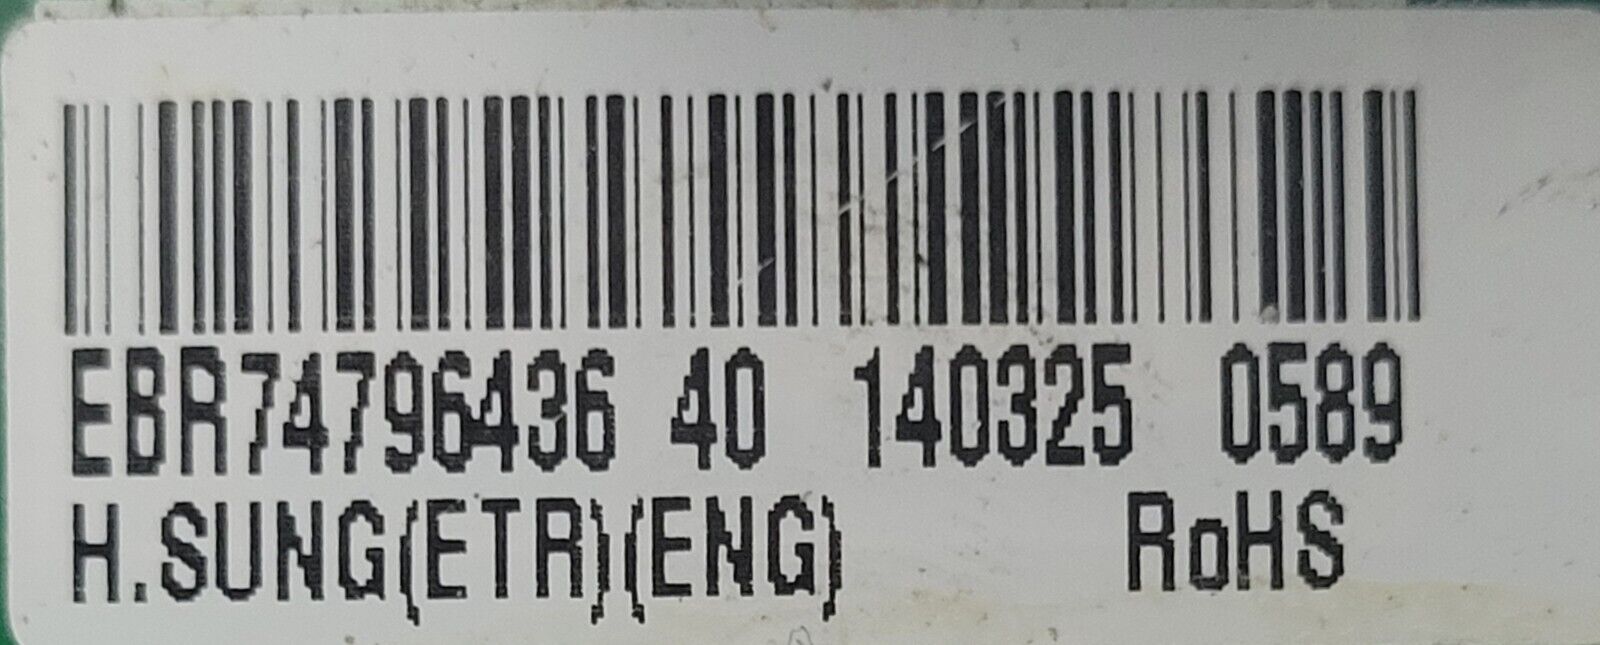 EBR74796436 40 140325 0589
H.SUNG(ETR)(ENG) RoHS